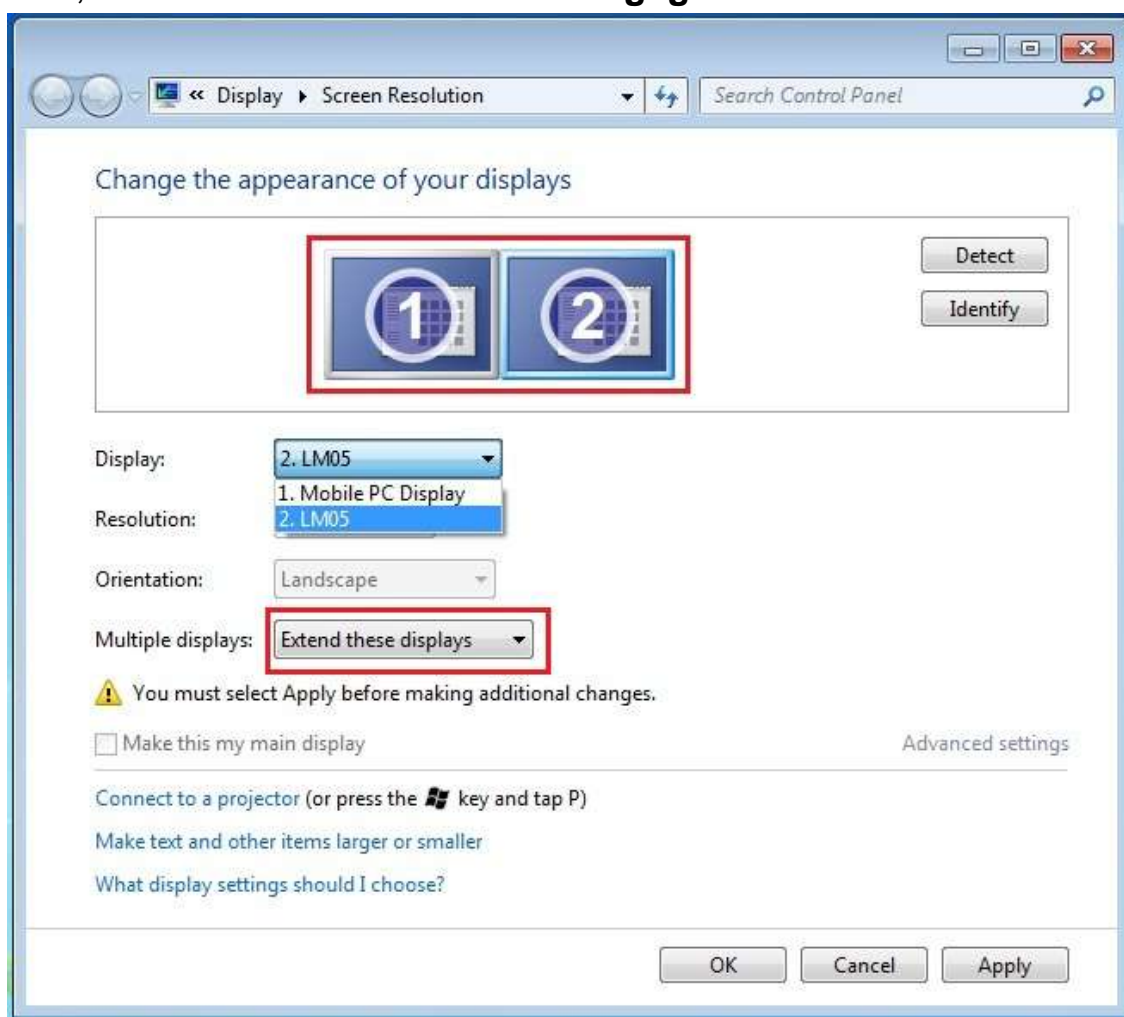 « Display ▸ Screen Resolution
Search Control Panel
Change the appearance of your displays
1
2
Detect
Identify
Display:
2. LM05
1. Mobile PC Display
2. LM05
Resolution:
Orientation:
Landscape
Multiple displays:
Extend these displays
You must select Apply before making additional changes.
Make this my main display
Advanced settings
Connect to a projector (or press the key and tap P)
Make text and other items larger or smaller
What display settings should I choose?
OK
Cancel
Apply